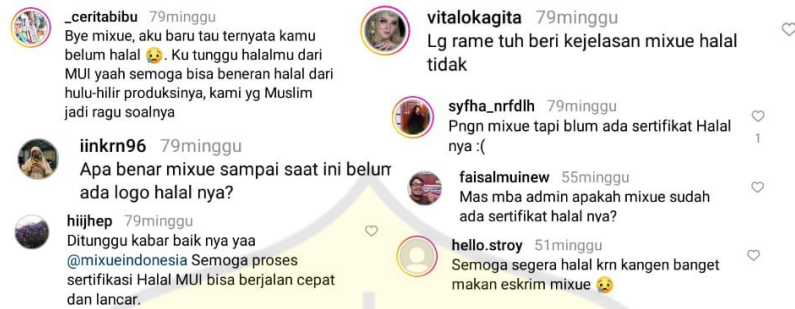 _ceritabibu 79minggu
Bye mixue, aku baru tau ternyata kamu
belum halal 😥. Ku tunggu halalmu dari
MUI yaah semoga bisa beneran halal dari
hulu-hilir produksinya, kami yg Muslim
jadi ragu soalnya
iinkrn96 79minggu
Apa benar mixue sampai saat ini belum
ada logo halal nya?
hiijhep 79minggu
Ditunggu kabar baik nya yaa
@mixueindonesia Semoga proses
sertifikasi Halal MUI bisa berjalan cepat
dan lancar.
vitalokagita 79minggu
Lg rame tuh beri kejelasan mixue halal
tidak
syfha_nrfdlh 79minggu
Pngn mixue tapi blum ada sertifikat Halal
nya :(
1
faisalmuinew 55minggu
Mas mba admin apakah mixue sudah
ada sertifikat halal nya?
hello.stroy 51minggu
Semoga segera halal krn kangen banget
makan eskrim mixue 😥